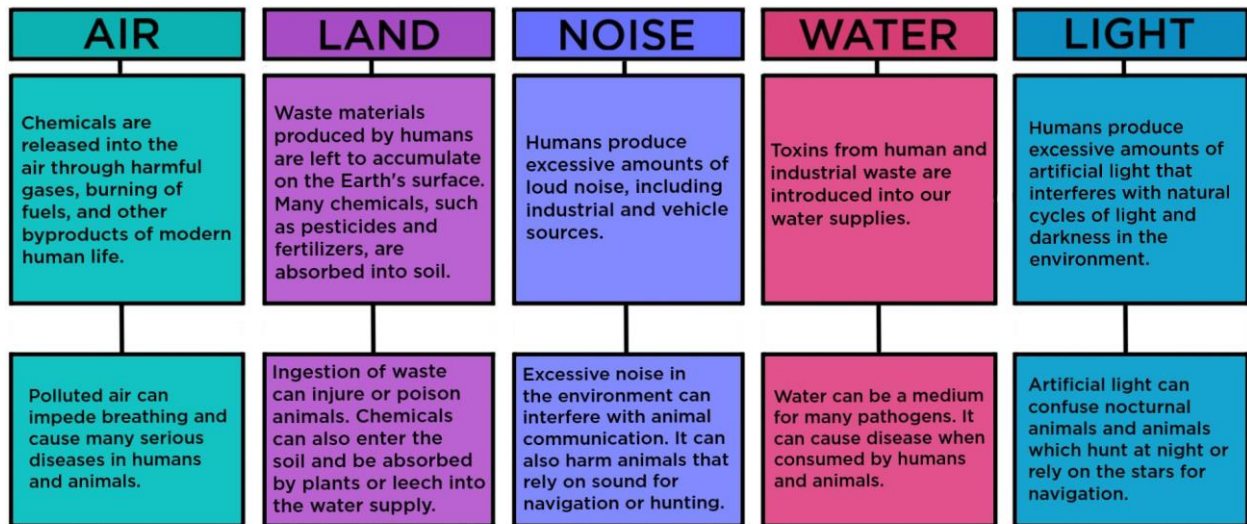 AIR
Chemicals are
released into the
air through harmful
gases, burning of
fuels, and other
byproducts of modern
human life.
Polluted air can
impede breathing and
cause many serious
diseases in humans
and animals.
LAND
Waste materials
produced by humans
are left to accumulate
on the Earth's surface.
Many chemicals, such
as pesticides and
fertilizers, are
absorbed into soil.
Ingestion of waste
can injure or poison
animals. Chemicals
can also enter the
soil and be absorbed
by plants or leech into
the water supply.
NOISE
Humans produce
excessive amounts of
loud noise, including
industrial and vehicle
sources.
Excessive noise in
the environment can
interfere with animal
communication. It can
also harm animals that
rely on sound for
navigation or hunting.
WATER
Toxins from human and
industrial waste are
introduced into our
water supplies.
Water can be a medium
for many pathogens. It
can cause disease when
consumed by humans
and animals.
LIGHT
Humans produce
excessive amounts of
artificial light that
interferes with natural
cycles of light and
darkness in the
environment.
Artificial light can
confuse nocturnal
animals and animals
which hunt at night or
rely on the stars for
navigation.